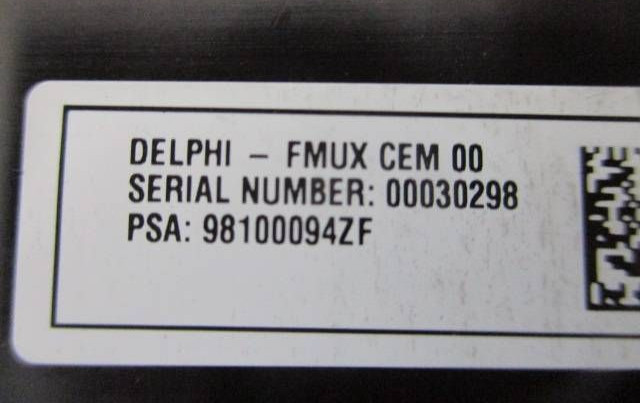 DELPHI – FMUX CEM 00
SERIAL NUMBER: 00030298
PSA: 98100094ZF